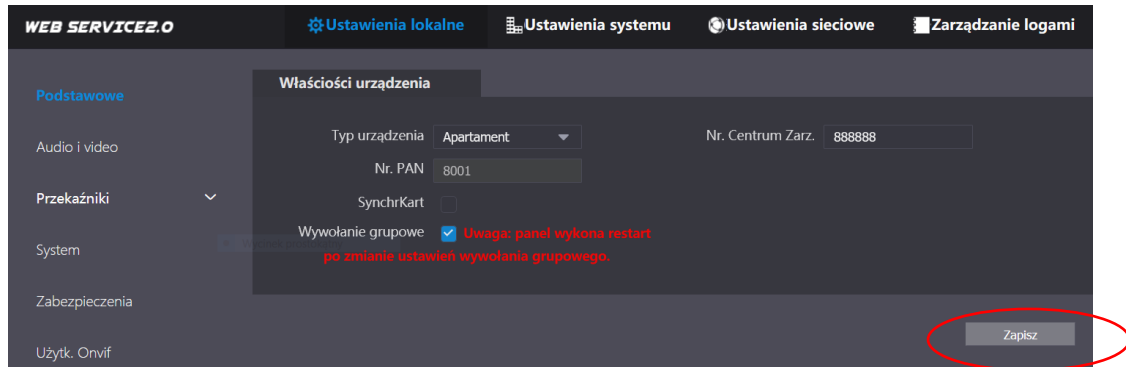 WEB SERVICE2.0 Ustawienia lokalne Ustawienia systemu Ustawienia sieciowe Zarządzanie logami
Podstawowe
Audio i video
Przekaźniki
System
Zabezpieczenia
Użytk. Onvif
Właściości urządzenia
Typ urządzenia Apartament Nr. Centrum Zarz. 888888
Nr. PAN 8001
SynchrKart
Wywołanie grupowe Uwaga: panel wykona restart
po zmianie ustawień wywołania grupowego.
Zapisz